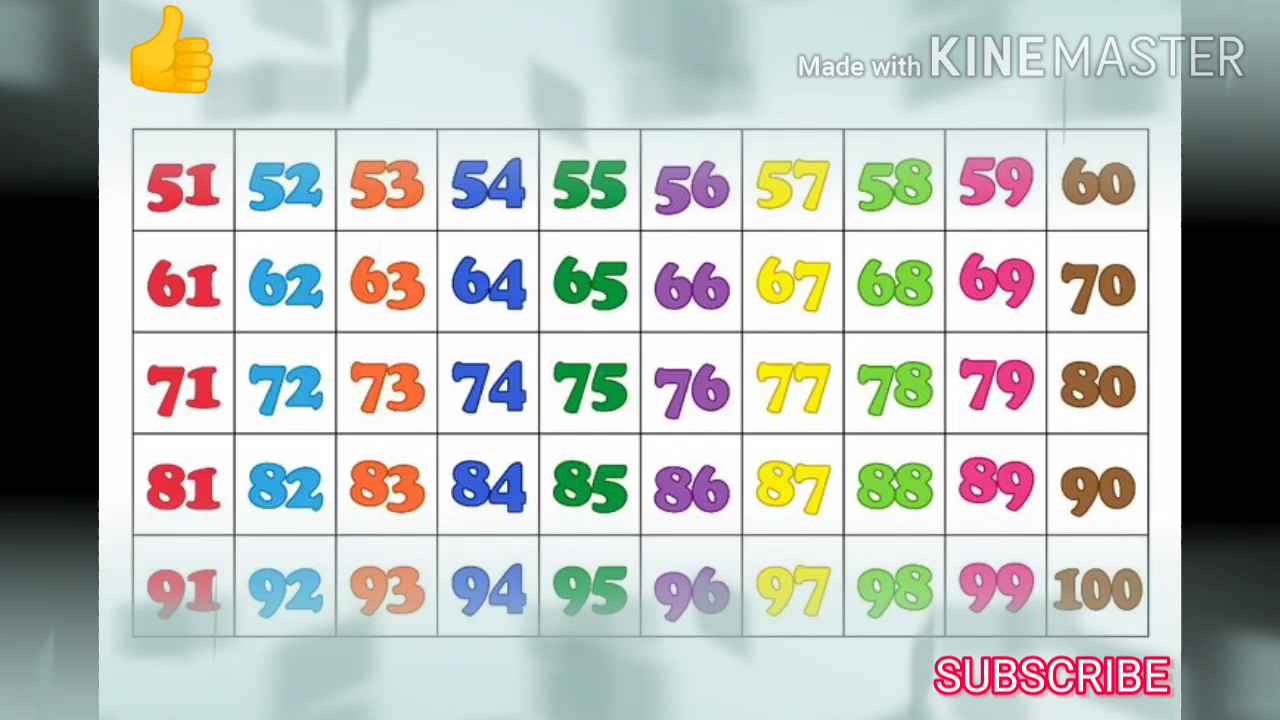 Made with KINEMASTER
51 52 53 54 55 56 57 58 59 60
61 62 63 64 65 66 67 68 69 70
71 72 73 74 75 76 77 78 79 80
81 82 83 84 85 86 87 88 89 90
91 92 93 94 95 96 97 98 99 100
SUBSCRIBE